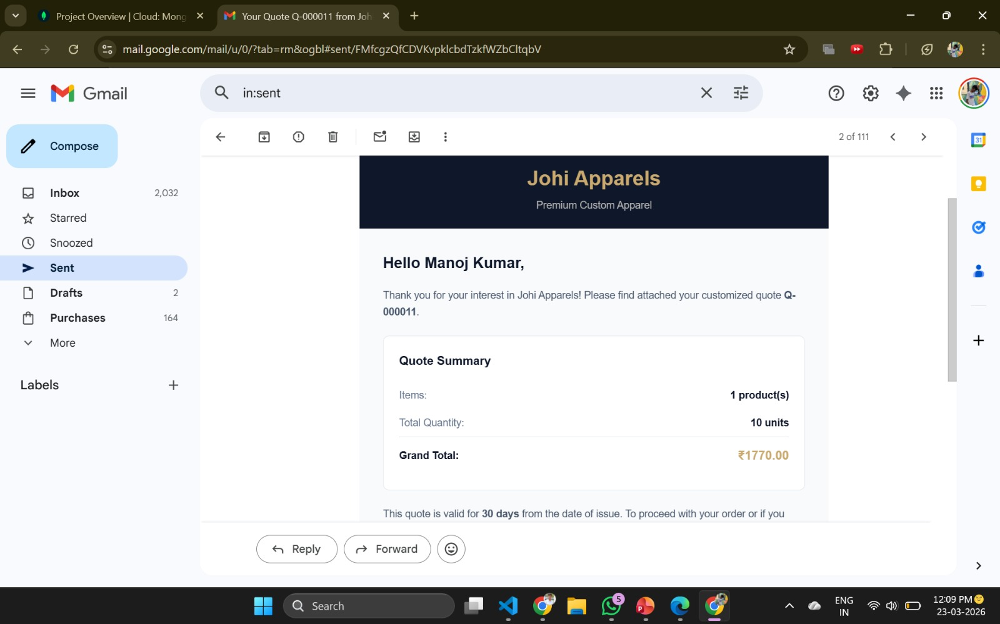 Project Overview | Cloud: Mong
Your Quote Q-000011 from Joh
mail.google.com/mail/u/0/?tab=rm&ogbl#sent/FMfcgzQfCDVKvpklcbdTzkfWZbCltqbV
Gmail
in:sent
Compose
2 of 111
Inbox 2,032
Starred
Snoozed
Sent
Drafts 2
Purchases 164
More
Labels
31
Johi Apparels
Premium Custom Apparel
Hello Manoj Kumar,
Thank you for your interest in Johi Apparels! Please find attached your customized quote Q-
000011.
Quote Summary
Items: 1 product(s)
Total Quantity: 10 units
Grand Total: ₹1770.00
This quote is valid for 30 days from the date of issue. To proceed with your order or if you
Reply Forward
Search
5
P
ENG
IN
12:09 PM
23-03-2026